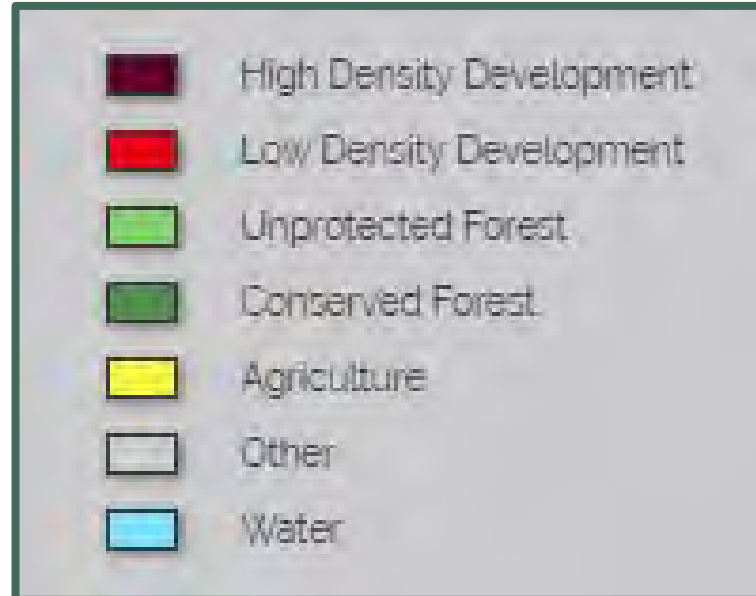 High Density Development
Low Density Development
Unprotected Forest
Conserved Forest
Agriculture
Other
Water